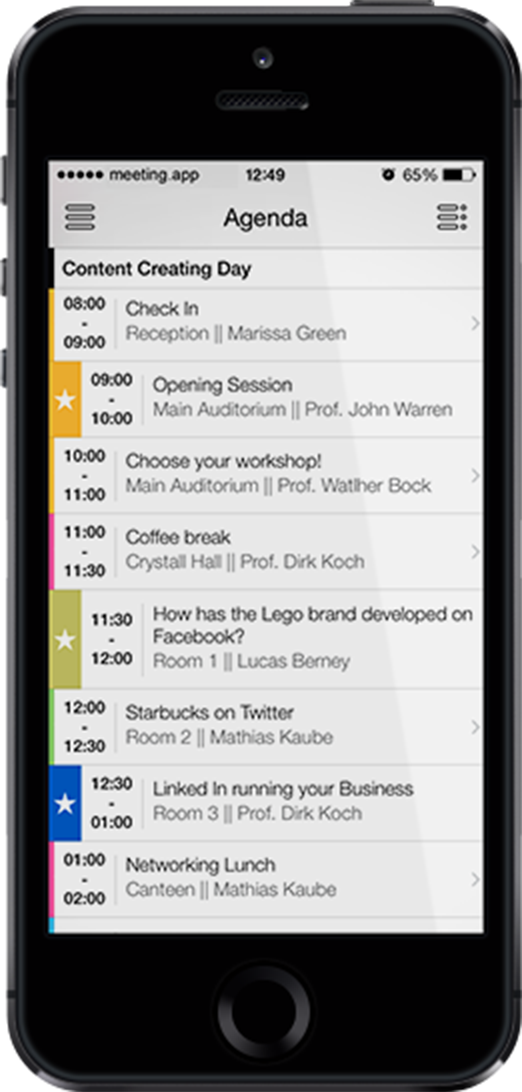 meeting.app 12:49 65%
Agenda
Content Creating Day
08:00
-
09:00
Check In
Reception || Marissa Green
09:00
-
10:00
Opening Session
Main Auditorium || Prof. John Warren
10:00
-
11:00
Choose your workshop!
Main Auditorium || Prof. Watlher Bock
11:00
-
11:30
Coffee break
Crystall Hall || Prof. Dirk Koch
11:30
-
12:00
How has the Lego brand developed on
Facebook?
Room 1 || Lucas Berney
12:00
-
12:30
Starbucks on Twitter
Room 2 || Mathias Kaube
12:30
-
01:00
Linked In running your Business
Room 3 || Prof. Dirk Koch
01:00
-
02:00
Networking Lunch
Canteen || Mathias Kaube